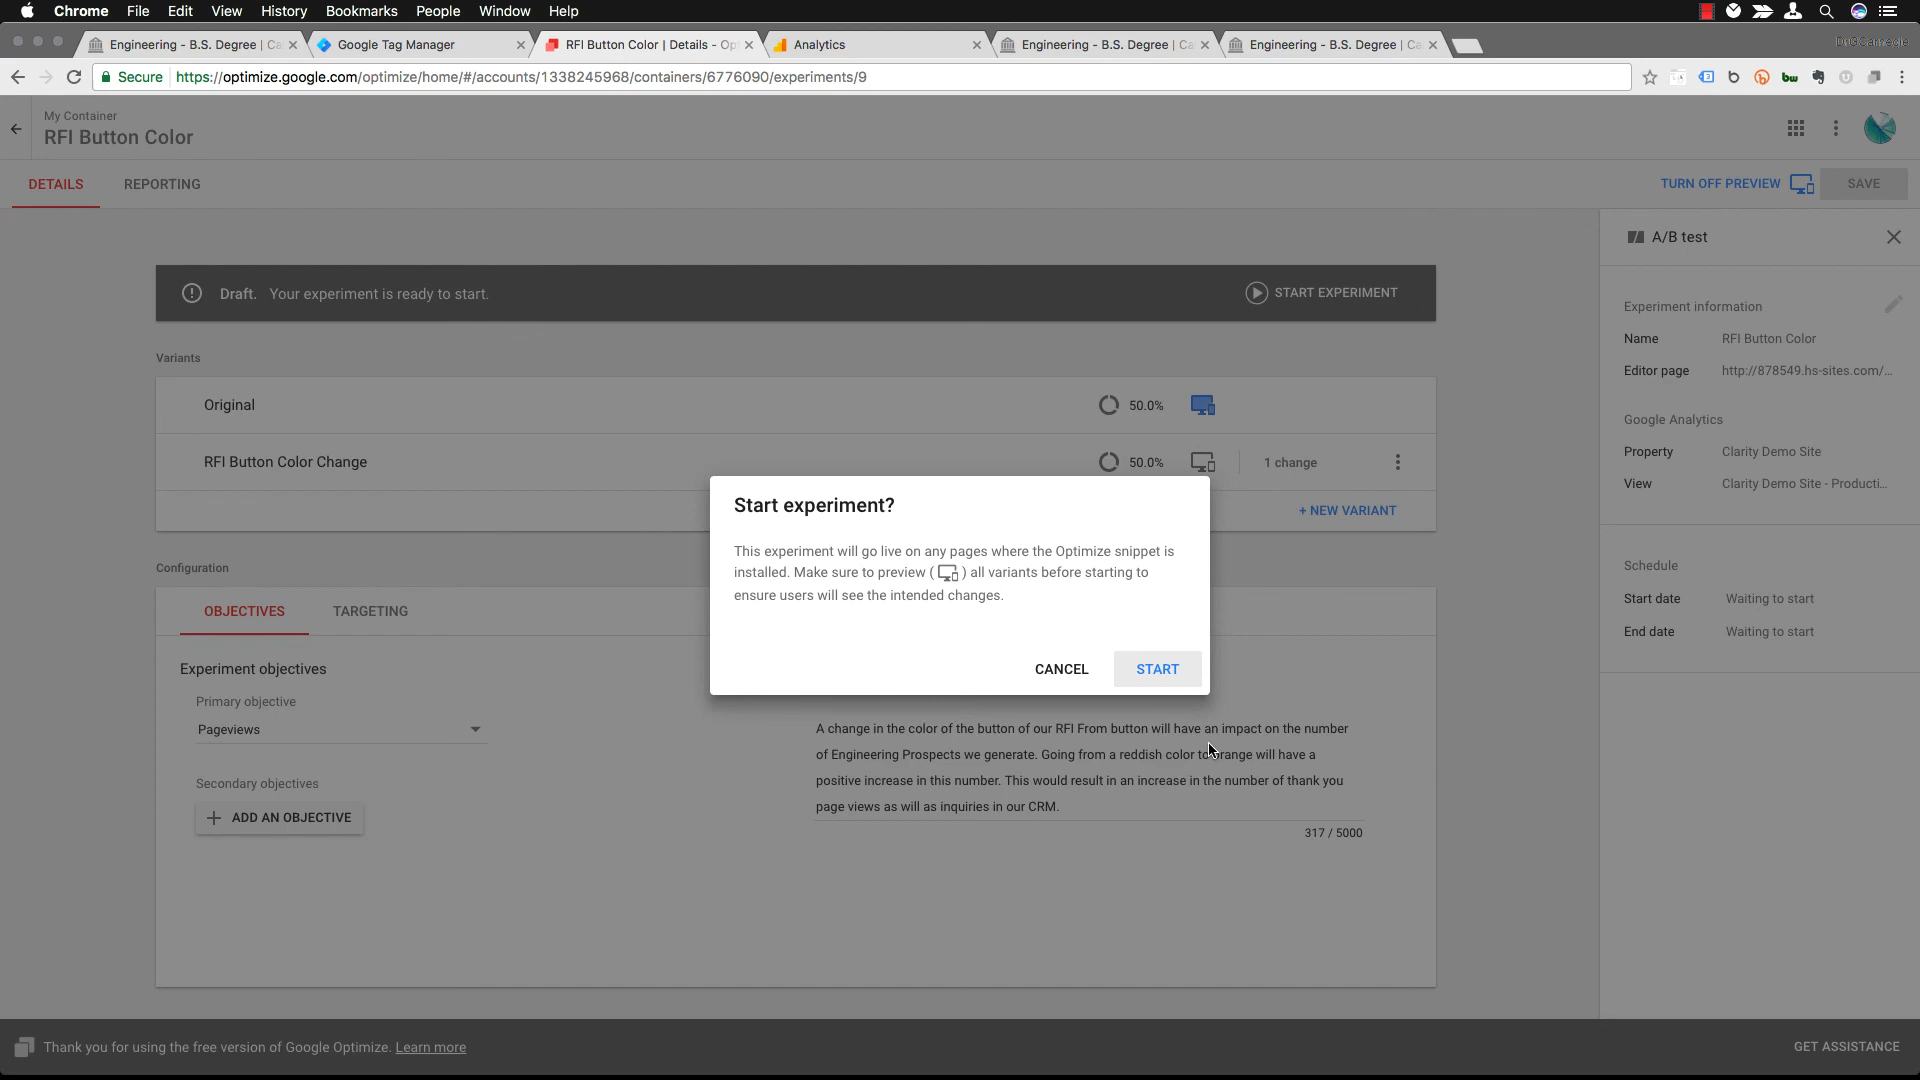 Chrome File Edit View History Bookmarks People Window Help
Engineering - B.S. Degree | Ca
Google Tag Manager
RFI Button Color | Details - Op
Analytics
Engineering - B.S. Degree | Ca
Engineering - B.S. Degree | Ca
Secure https://optimize.google.com/optimize/home/#/accounts/1338245968/containers/6776090/experiments/9
bw
My Container
RFI Button Color
DETAILS REPORTING
TURN OFF PREVIEW
SAVE
A/B test
Draft. Your experiment is ready to start.
START EXPERIMENT
Experiment information
Name RFI Button Color
Editor page http://878549.hs-sites.com/...
Google Analytics
Property Clarity Demo Site
View Clarity Demo Site - Producti...
Schedule
Start date Waiting to start
End date Waiting to start
Variants
Original 50.0%
RFI Button Color Change 50.0% 1 change
+ NEW VARIANT
Start experiment?
This experiment will go live on any pages where the Optimize snippet is
installed. Make sure to preview ( ) all variants before starting to
ensure users will see the intended changes.
CANCEL START
Configuration
OBJECTIVES TARGETING
Experiment objectives
Primary objective
Pageviews
Secondary objectives
ADD AN OBJECTIVE
A change in the color of the button of our RFI From button will have an impact on the number
of Engineering Prospects we generate. Going from a reddish color to orange will have a
positive increase in this number. This would result in an increase in the number of thank you
page views as will as inquiries in our CRM.
317 / 5000
Thank you for using the free version of Google Optimize. Learn more
GET ASSISTANCE